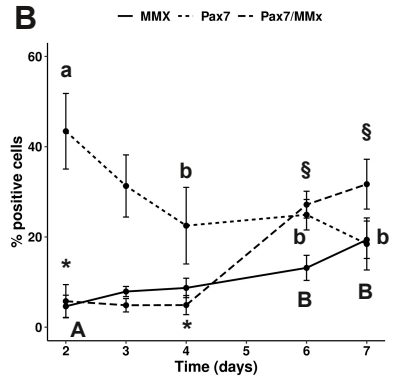 B
MMX Pax7 Pax7/MMx
% positive cells
60
40
20
0
a
b
§
§
b
b
*
*
A
B
B
2 3 4 5 6 7
Time (days)